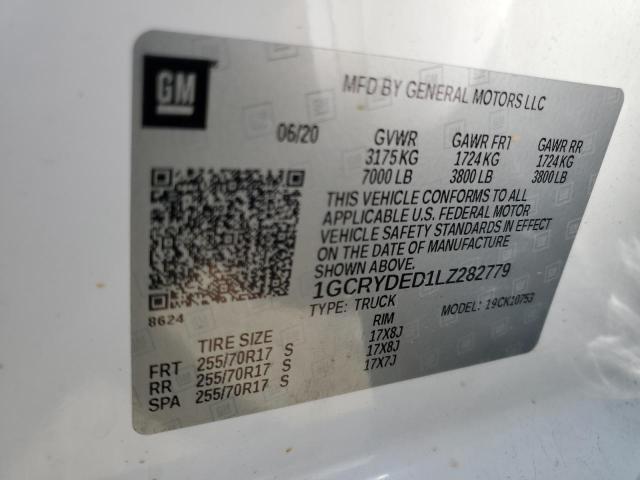 GM
MFD BY GENERAL MOTORS LLC
06/20 GVWR GAWR FRT GAWR RR
3175 KG 1724 KG 1724 KG
7000 LB 3800 LB 3800 LB
THIS VEHICLE CONFORMS TO ALL
APPLICABLE U.S. FEDERAL MOTOR
VEHICLE SAFETY STANDARDS IN EFFECT
ON THE DATE OF MANUFACTURE
SHOWN ABOVE.
1GCRYDED1LZ282779
8624
TYPE: TRUCK MODEL: 19CK10753
TIRE SIZE RIM
FRT 255/70R17 S 17X8J
RR 255/70R17 S 17X8J
SPA 255/70R17 S 17X7J